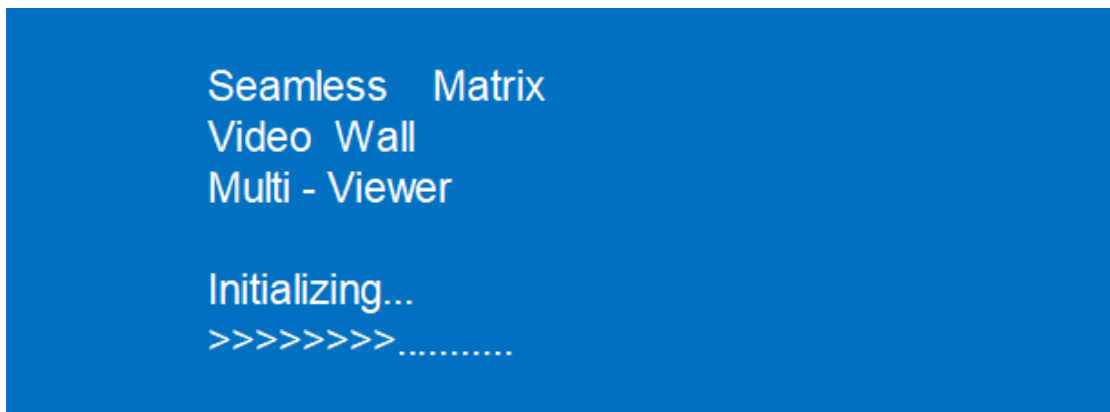 Seamless Matrix
Video Wall
Multi - Viewer
Initializing...
>>>>>>>>...........